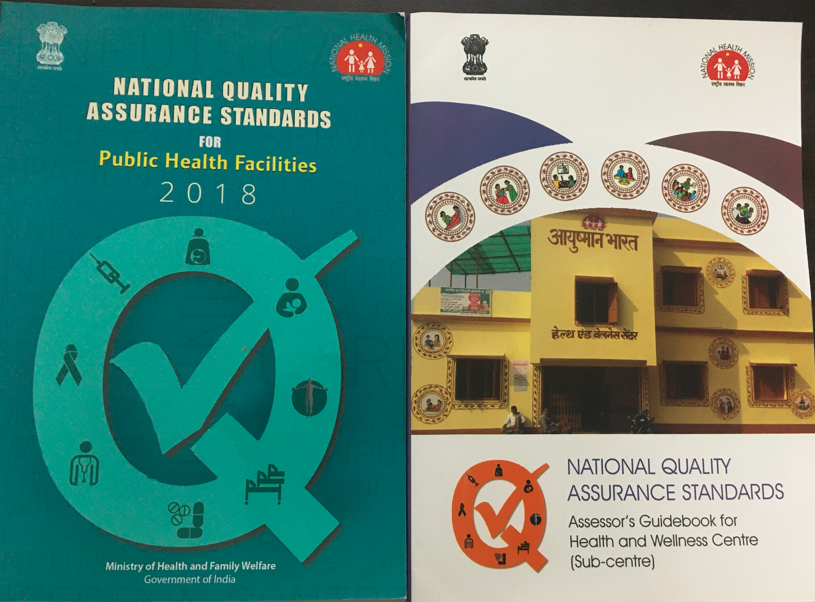 सत्यमेव जयते
NATIONAL HEALTH MISSION
राष्ट्रीय स्वास्थ्य मिशन
NATIONAL QUALITY
ASSURANCE STANDARDS
FOR
Public Health Facilities
2018
Ministry of Health and Family Welfare
Government of India
सत्यमेव जयते
NATIONAL HEALTH MISSION
राष्ट्रीय स्वास्थ्य मिशन
आयुष्मान भारत
हेल्थ एंड वेलनेस सेंटर
NATIONAL QUALITY
ASSURANCE STANDARDS
Assessor's Guidebook for
Health and Wellness Centre
(Sub-centre)